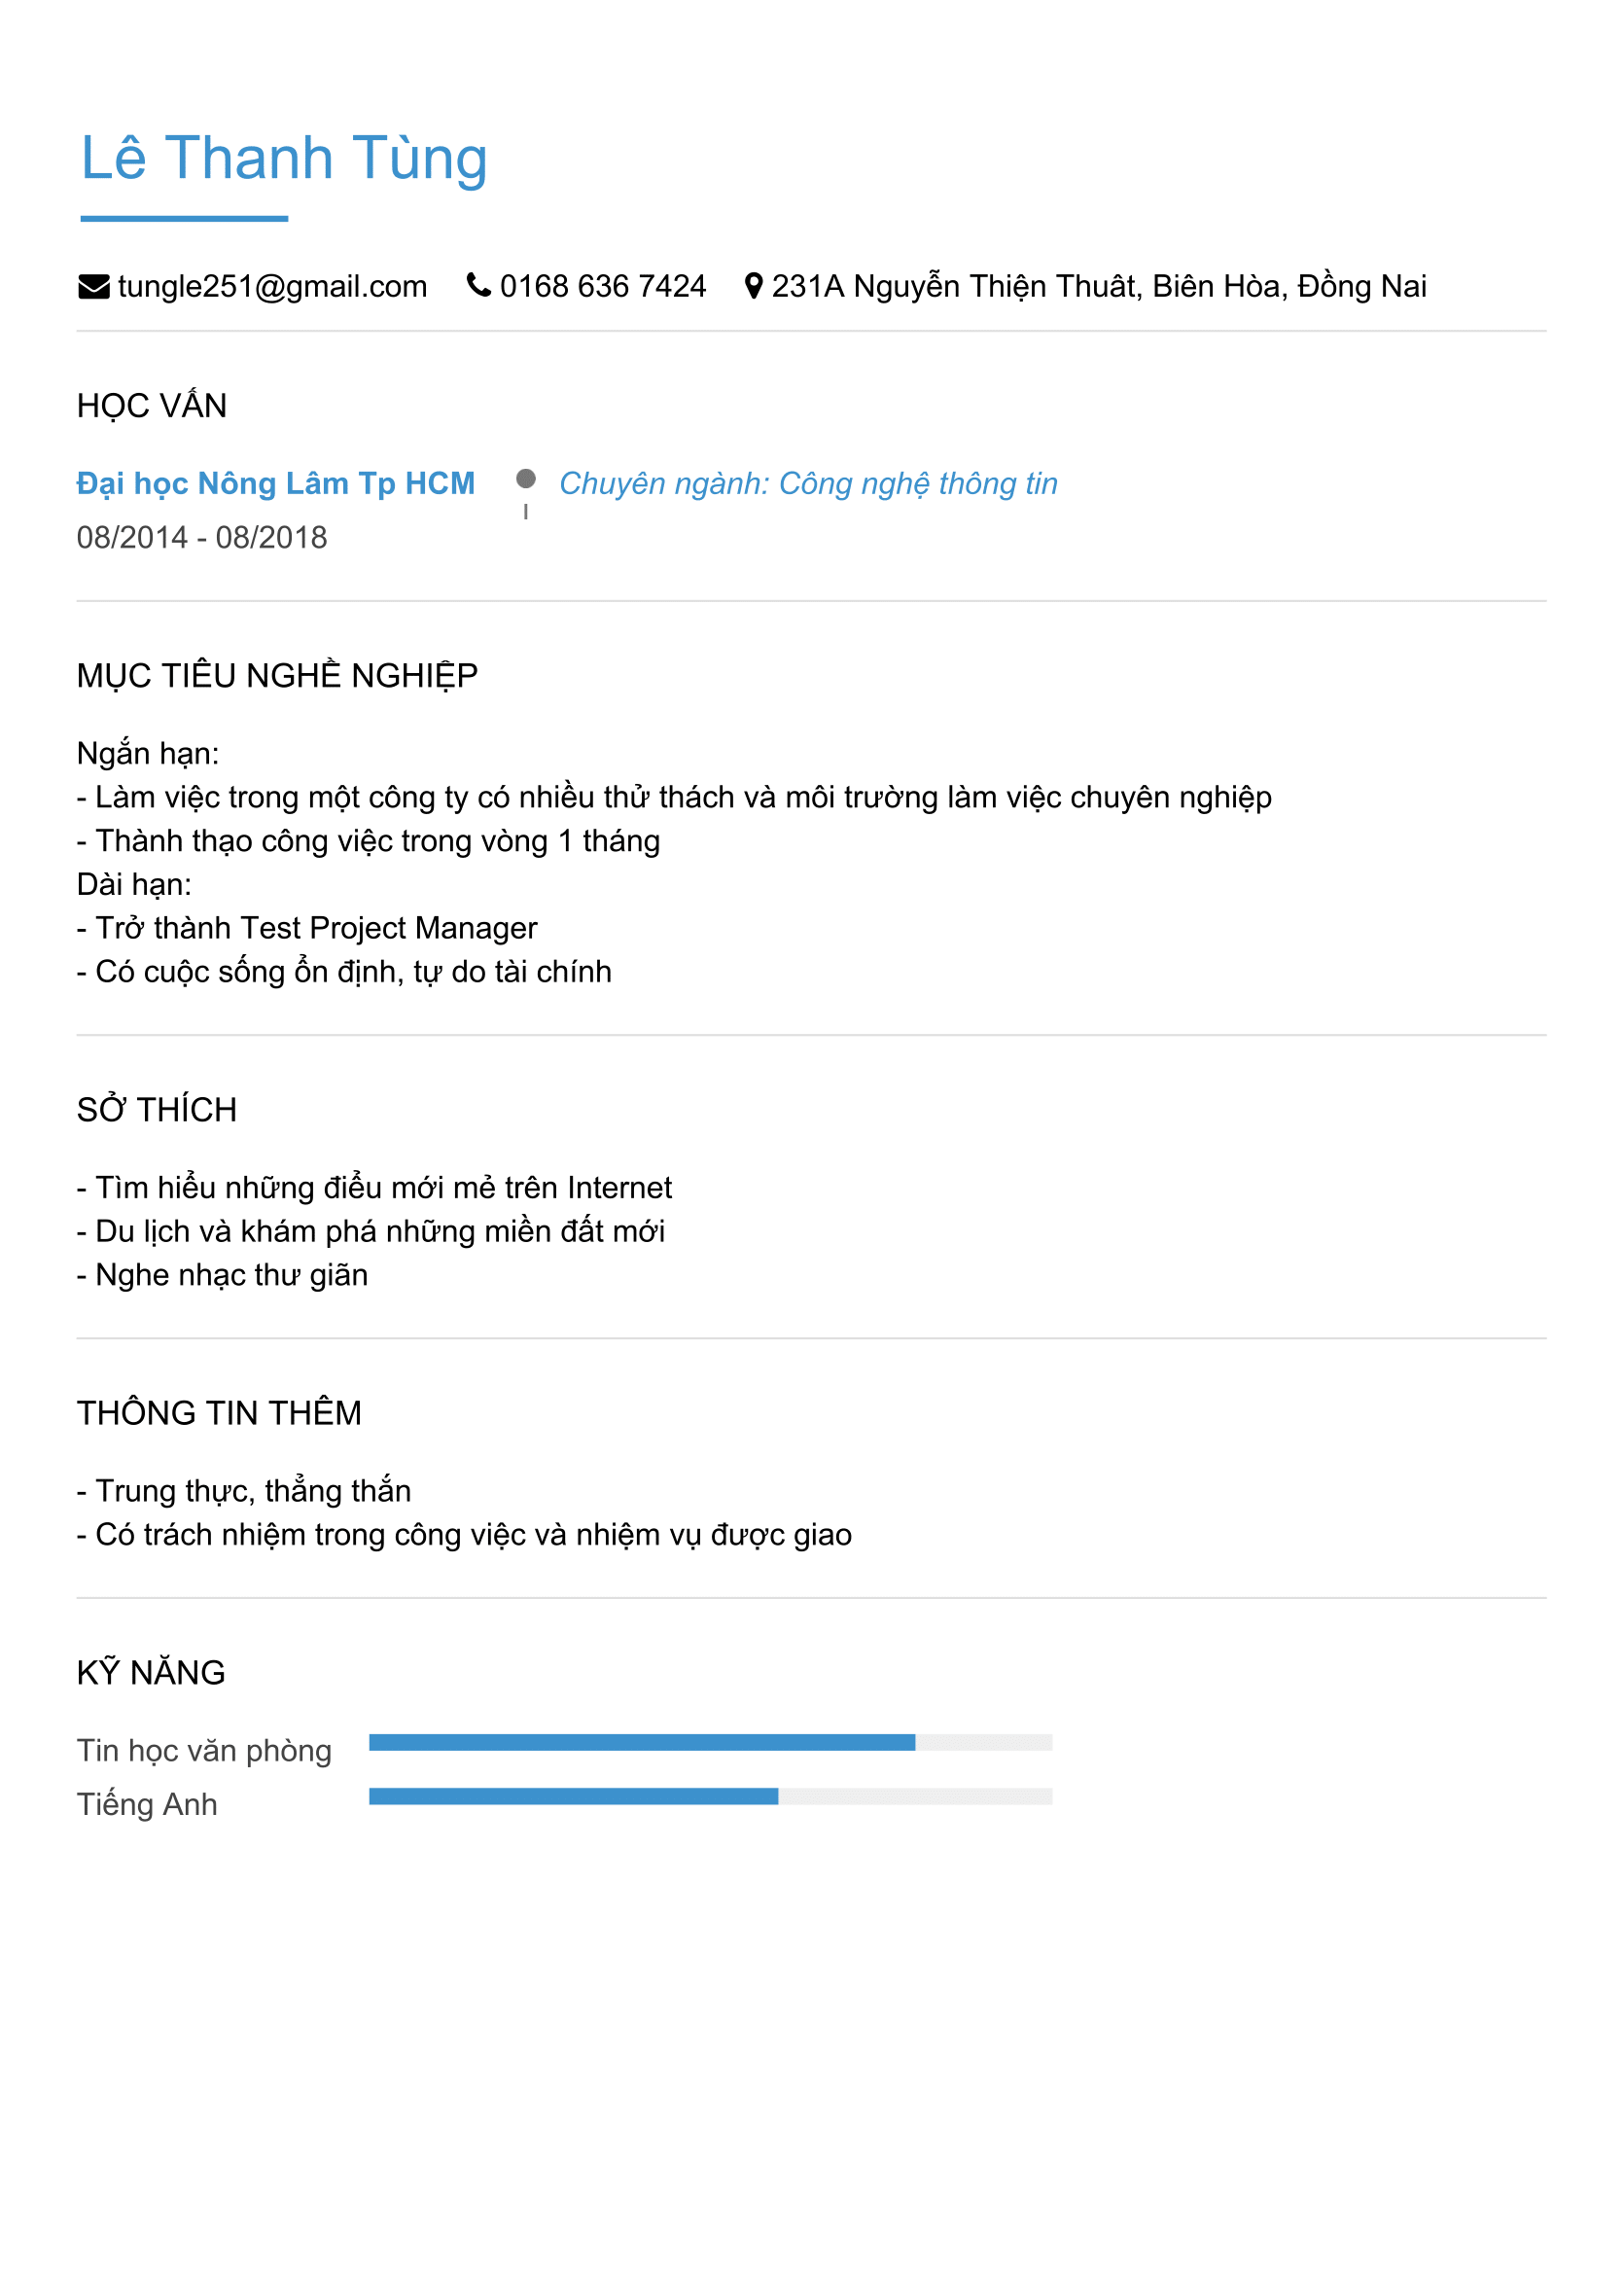 Lê Thanh Tùng
tungle251@gmail.com 0168 636 7424 231A Nguyễn Thiện Thuât, Biên Hòa, Đồng Nai
HỌC VẤN
Đại học Nông Lâm Tp HCM Chuyên ngành: Công nghệ thông tin
08/2014 - 08/2018
MỤC TIÊU NGHỀ NGHIỆP
Ngắn hạn:
- Làm việc trong một công ty có nhiều thử thách và môi trường làm việc chuyên nghiệp
- Thành thạo công việc trong vòng 1 tháng
Dài hạn:
- Trở thành Test Project Manager
- Có cuộc sống ổn định, tự do tài chính
SỞ THÍCH
- Tìm hiểu những điểu mới mẻ trên Internet
- Du lịch và khám phá những miền đất mới
- Nghe nhạc thư giãn
THÔNG TIN THÊM
- Trung thực, thẳng thắn
- Có trách nhiệm trong công việc và nhiệm vụ được giao
KỸ NĂNG
Tin học văn phòng
Tiếng Anh